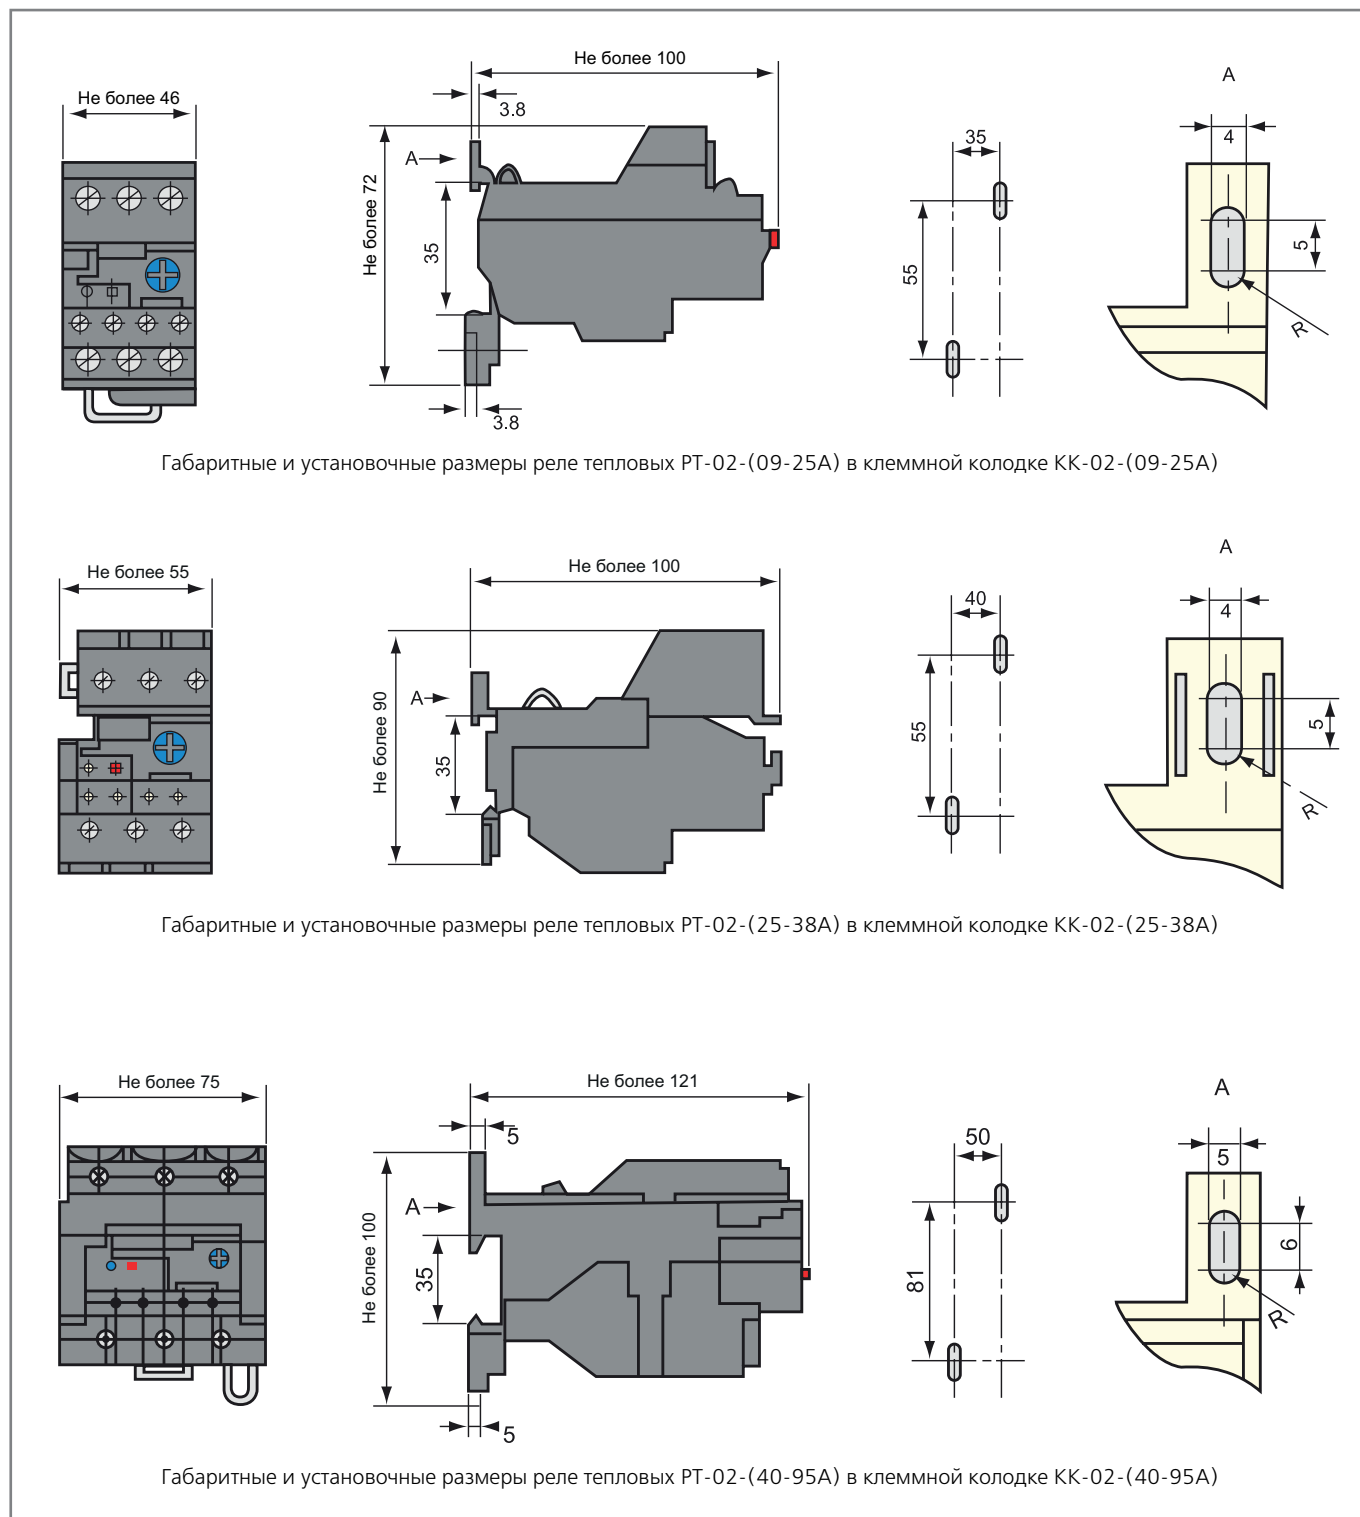 Не более 46
Не более 100
3.8
A
Не более 72
35
3.8
35
55
A
4
5
R
Габаритные и установочные размеры реле тепловых РТ-02-(09-25А) в клеммной колодке КК-02-(09-25А)
Не более 55
Не более 100
A
Не более 90
35
40
55
A
4
5
R
Габаритные и установочные размеры реле тепловых РТ-02-(25-38А) в клеммной колодке КК-02-(25-38А)
Не более 75
Не более 121
5
A
Не более 100
35
5
50
81
A
5
6
R
Габаритные и установочные размеры реле тепловых РТ-02-(40-95А) в клеммной колодке КК-02-(40-95А)